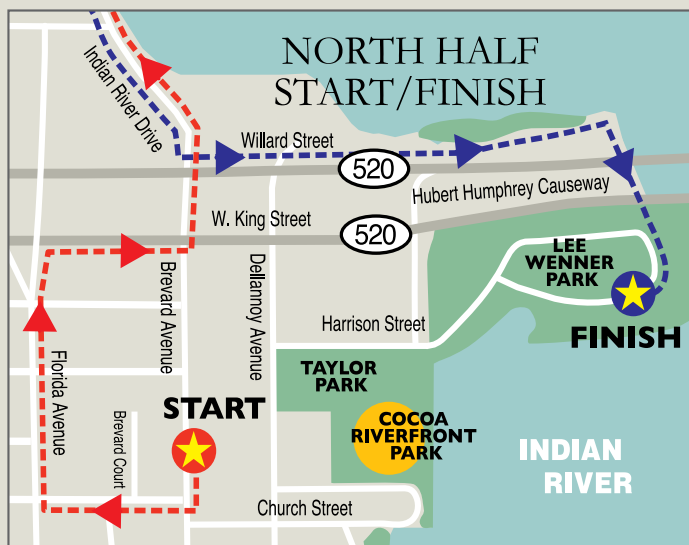 NORTH HALF
START/FINISH
Indian River Drive
Willard Street
520
Hubert Humphrey Causeway
W. King Street
520
LEE
WENNER
PARK
Brevard Avenue
Dellannoy Avenue
Harrison Street
FINISH
Florida Avenue
TAYLOR
PARK
START
Brevard Court
COCOA
RIVERFRONT
PARK
INDIAN
RIVER
Church Street